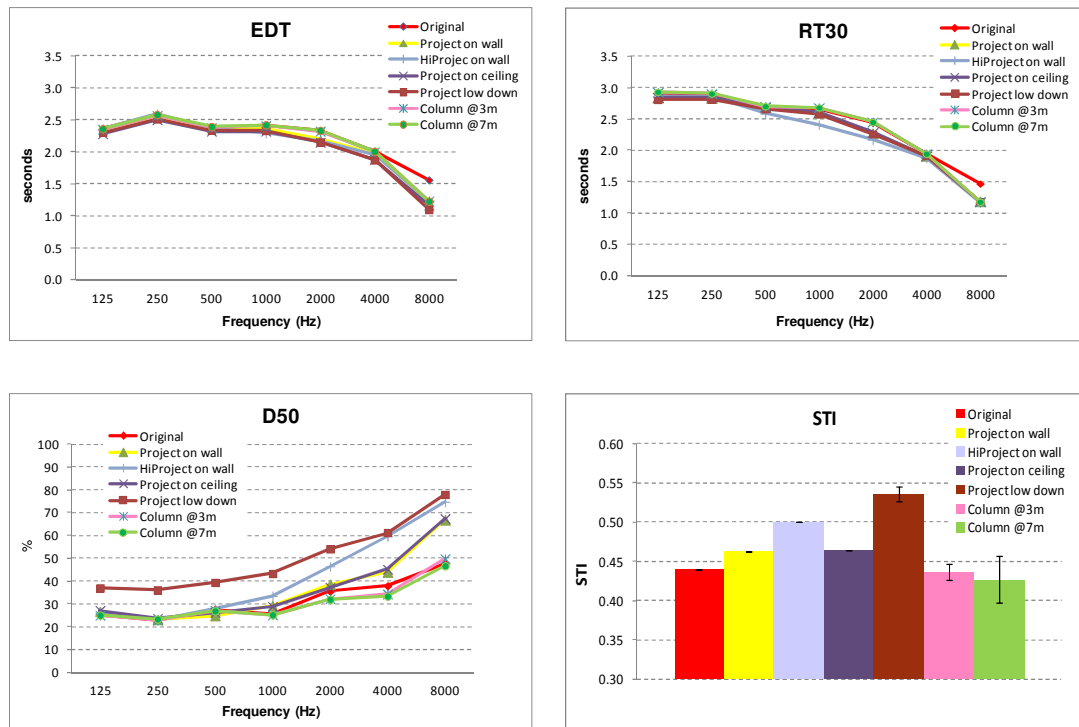 EDT
Original
Project on wall
HiProjec on wall
Project on ceiling
Project low down
Column @3m
Column @7m
3.5
3.0
2.5
2.0
1.5
1.0
0.5
0.0
seconds
125 250 500 1000 2000 4000 8000
Frequency (Hz)
RT30
Original
Project on wall
HiProjec on wall
Project on ceiling
Project low down
Column @3m
Column @7m
3.5
3.0
2.5
2.0
1.5
1.0
0.5
0.0
seconds
125 250 500 1000 2000 4000 8000
Frequency (Hz)
D50
Original
Project on wall
HiProject on wall
Project on ceiling
Project low down
Column @3m
Column @7m
100
90
80
70
60
50
40
30
20
10
0
%
125 250 500 1000 2000 4000 8000
Frequency (Hz)
STI
Original
Project on wall
HiProject on wall
Project on ceiling
Project low down
Column @3m
Column @7m
0.60
0.55
0.50
0.45
0.40
0.35
0.30
STI